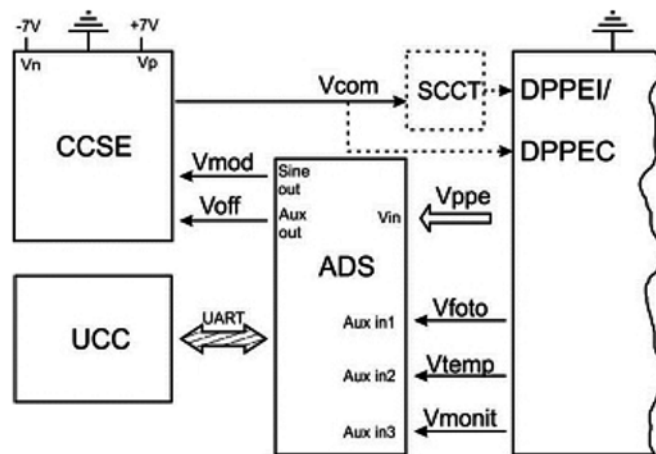 -7V
+7V
Vn
Vp
CCSE
Vcom
SCCT
DPPEI/
DPPEC
Vmod
Sine
out
Voff
Aux
out
Vin
Vppe
ADS
UCC
UART
Aux in1
Vfoto
Aux in2
Vtemp
Aux in3
Vmonit